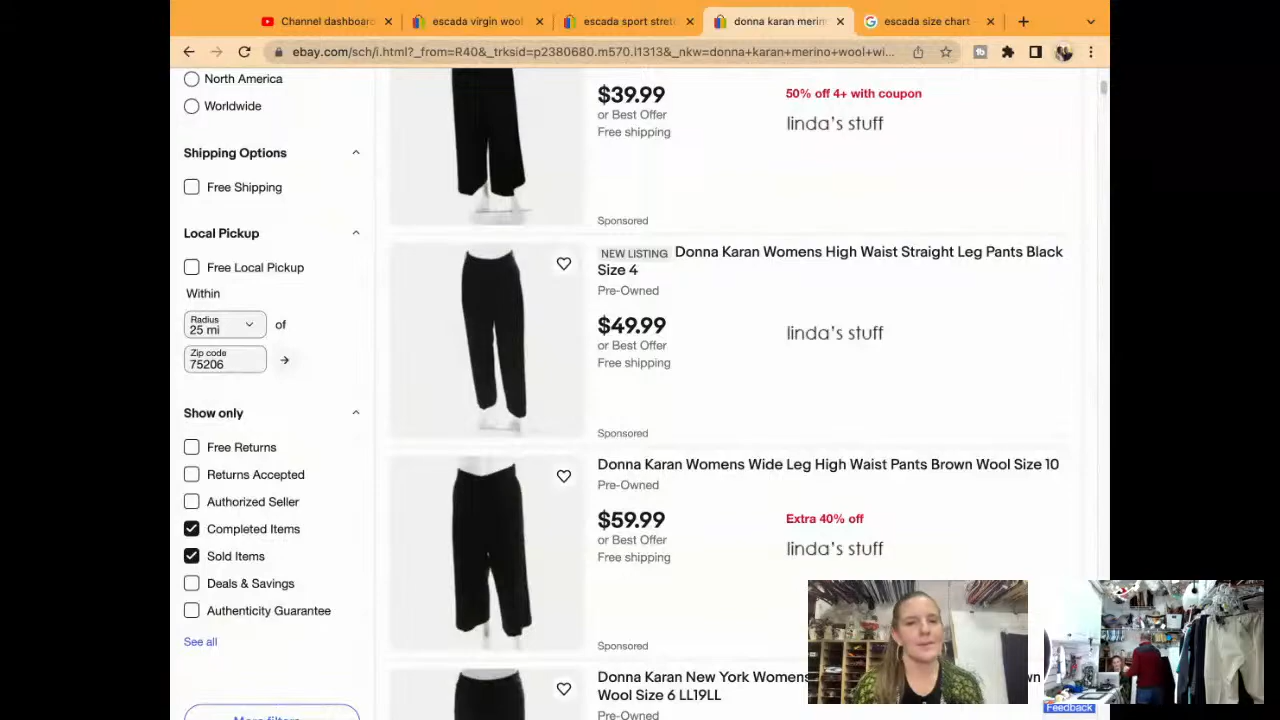 Channel dashboard
escada virgin wool
escada sport stret
donna karan merin
escada size chart
ebay.com/sch/i.html?_from=R40&_trksid=p2380680.m570.l1313&_nkw=donna+karan+merino+wool+wi...
North America
Worldwide
Shipping Options
Free Shipping
Local Pickup
Free Local Pickup
Within
Radius
25 mi
of
Zip code
75206
Show only
Free Returns
Returns Accepted
Authorized Seller
Completed Items
Sold Items
Deals & Savings
Authenticity Guarantee
See all
More filters
$39.99
or Best Offer
Free shipping
50% off 4+ with coupon
linda's stuff
Sponsored
NEW LISTING Donna Karan Womens High Waist Straight Leg Pants Black
Size 4
Pre-Owned
$49.99
or Best Offer
Free shipping
linda's stuff
Sponsored
Donna Karan Womens Wide Leg High Waist Pants Brown Wool Size 10
Pre-Owned
$59.99
or Best Offer
Free shipping
Extra 40% off
linda's stuff
Sponsored
Donna Karan New York Womens
Wool Size 6 LL19LL
Pre-Owned
Feedback